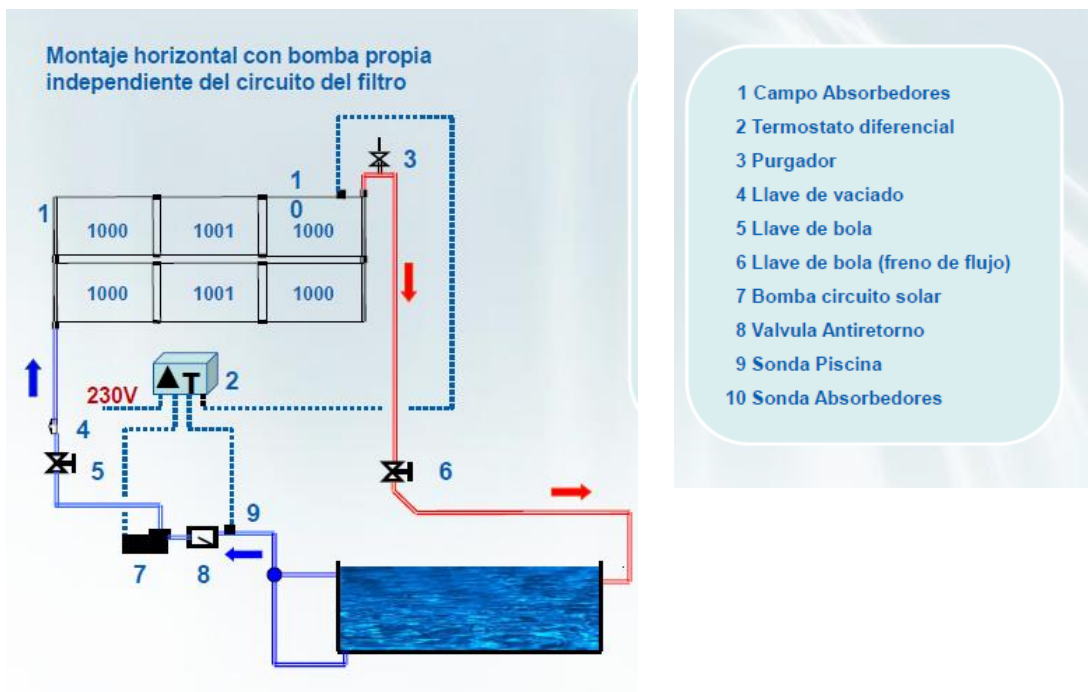 Montaje horizontal con bomba propia
independiente del circuito del filtro
3
1
0
1
1000 1001 1000
1000 1001 1000
230V
2
4
5
6
9
7
8
1 Campo Absorbedores
2 Termostato diferencial
3 Purgador
4 Llave de vaciado
5 Llave de bola
6 Llave de bola (freno de flujo)
7 Bomba circuito solar
8 Valvula Antiretorno
9 Sonda Piscina
10 Sonda Absorbedores